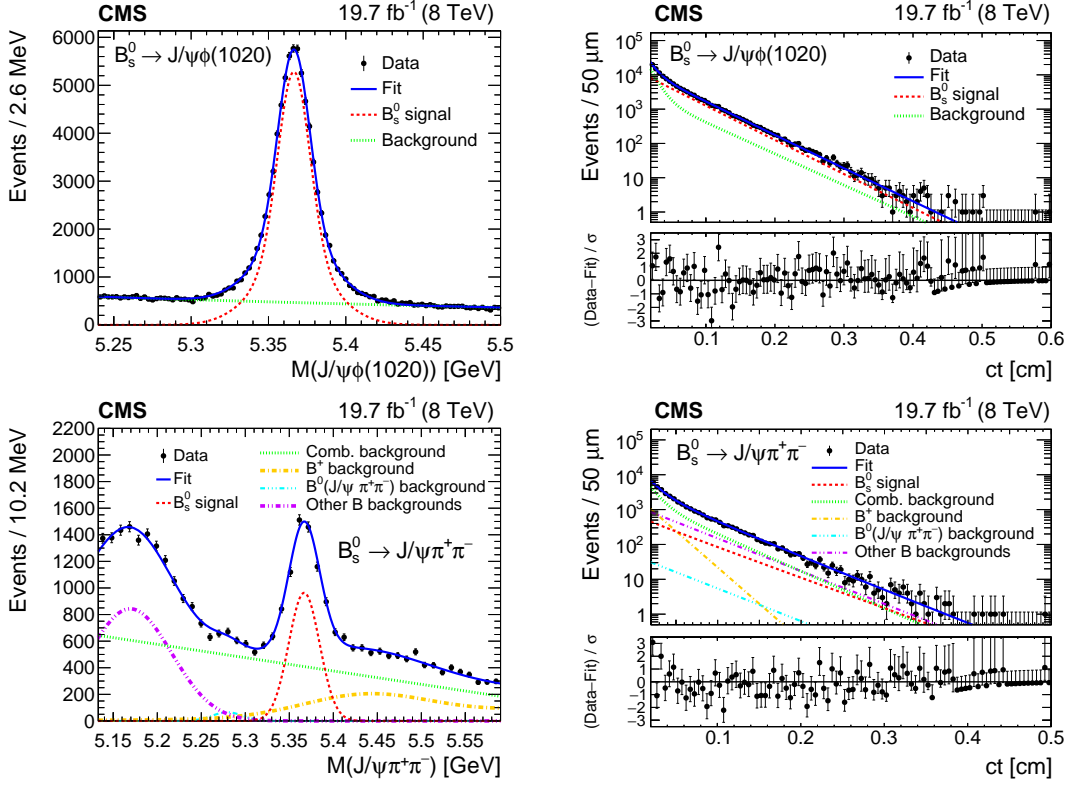 CMS 19.7 fb⁻¹ (8 TeV)
Events / 2.6 MeV
6000
5000
4000
3000
2000
1000
0
B⁰ₛ → J/ψϕ(1020)
Data
Fit
B⁰ₛ signal
Background
5.25 5.3 5.35 5.4 5.45 5.5
M(J/ψϕ(1020)) [GeV]
CMS 19.7 fb⁻¹ (8 TeV)
Events / 50 μm
10⁵
10⁴
10³
10²
10
1
B⁰ₛ → J/ψϕ(1020)
Data
Fit
B⁰ₛ signal
Background
(Data−Fit) / σ
3
2
1
0
−1
−2
−3
0.1 0.2 0.3 0.4 0.5 0.6
ct [cm]
CMS 19.7 fb⁻¹ (8 TeV)
Events / 10.2 MeV
2200
2000
1800
1600
1400
1200
1000
800
600
400
200
0
Data
Fit
B⁰ₛ signal
Comb. background
B⁺ background
B⁰(J/ψ π⁺π⁻) background
Other B backgrounds
B⁰ₛ → J/ψπ⁺π⁻
5.15 5.2 5.25 5.3 5.35 5.4 5.45 5.5 5.55
M(J/ψπ⁺π⁻) [GeV]
CMS 19.7 fb⁻¹ (8 TeV)
Events / 50 μm
10⁵
10⁴
10³
10²
10
1
B⁰ₛ → J/ψπ⁺π⁻
Data
Fit
B⁰ₛ signal
Comb. background
B⁺ background
B⁰(J/ψ π⁺π⁻) background
Other B backgrounds
(Data−Fit) / σ
3
2
1
0
−1
−2
−3
0.1 0.2 0.3 0.4 0.5
ct [cm]